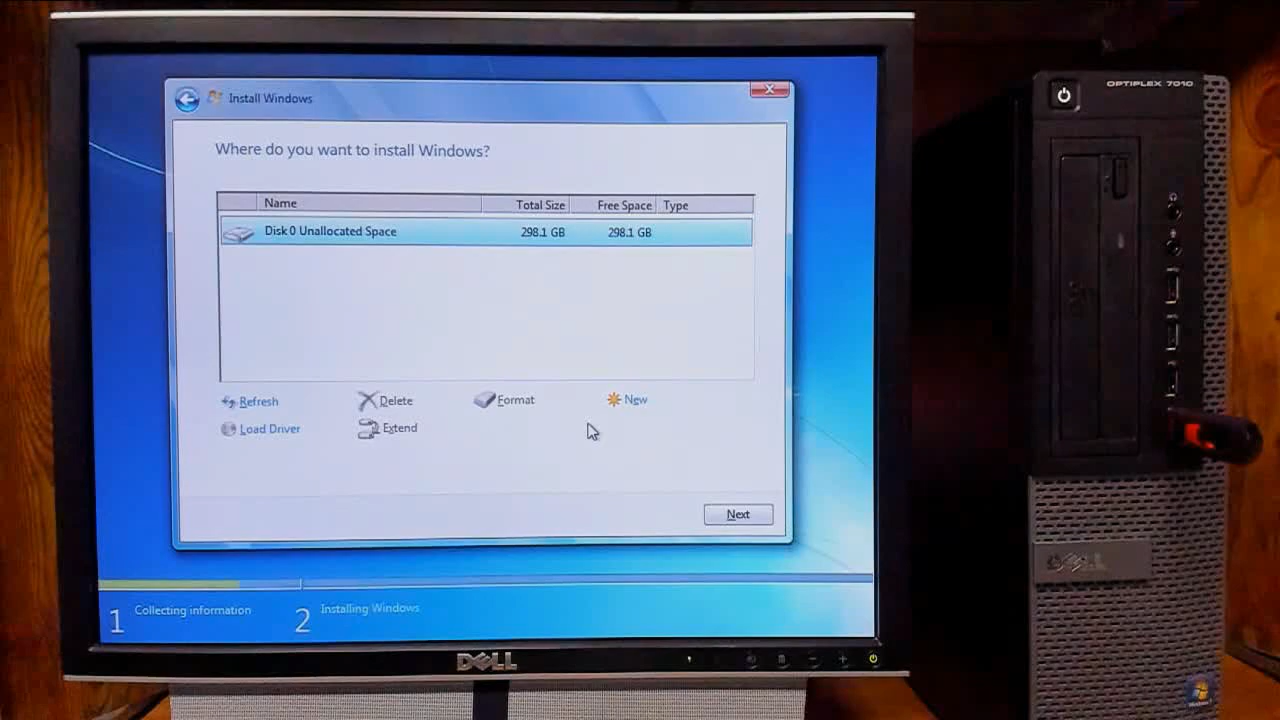 OPTIPLEX 7010
Install Windows
Where do you want to install Windows?
Name Total Size Free Space Type
Disk 0 Unallocated Space 298.1 GB 298.1 GB
Refresh Delete Format New
Load Driver Extend
Next
1 Collecting information 2 Installing Windows
DELL
DELL